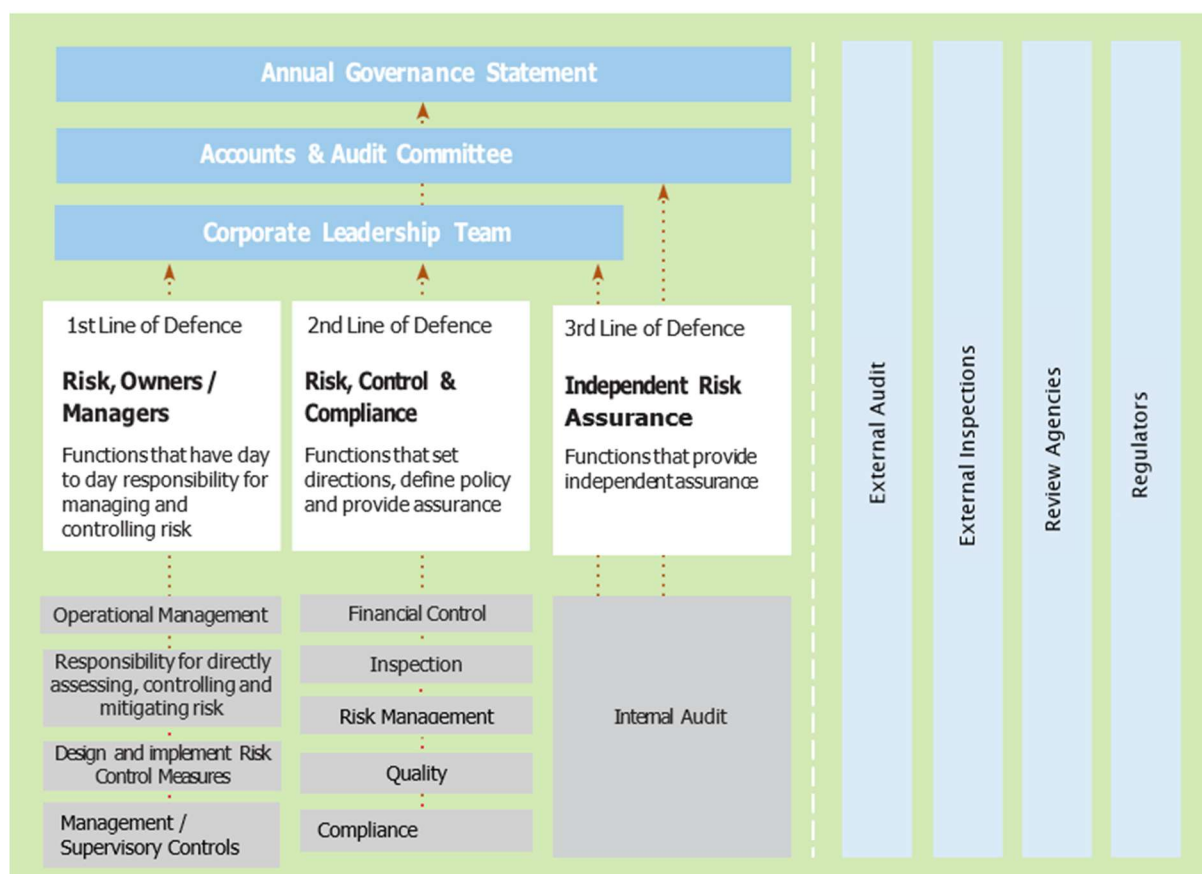 Annual Governance Statement
Accounts & Audit Committee
Corporate Leadership Team
1st Line of Defence
Risk, Owners /
Managers
Functions that have day
to day responsibility for
managing and
controlling risk
2nd Line of Defence
Risk, Control &
Compliance
Functions that set
directions, define policy
and provide assurance
3rd Line of Defence
Independent Risk
Assurance
Functions that provide
independent assurance
Operational Management
Responsibility for directly
assessing, controlling and
mitigating risk
Design and implement Risk
Control Measures
Management /
Supervisory Controls
Financial Control
Inspection
Risk Management
Quality
Compliance
Internal Audit
External Audit
External Inspections
Review Agencies
Regulators